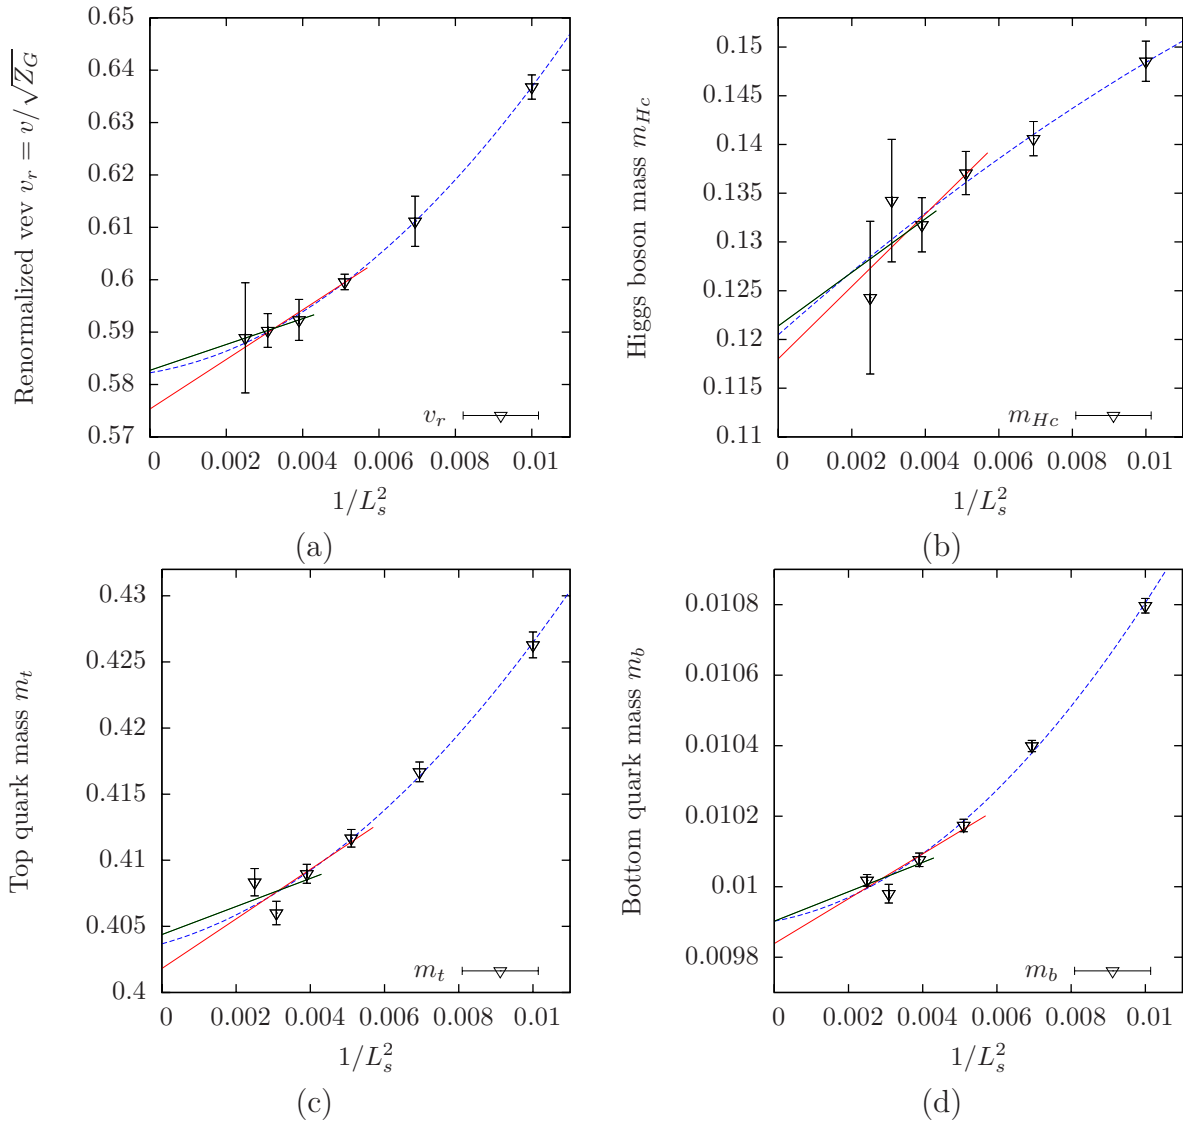 Renormalized vev v_r = v/√Z_G
0.65
0.64
0.63
0.62
0.61
0.6
0.59
0.58
0.57
v_r
0 0.002 0.004 0.006 0.008 0.01
1/L_s^2
(a)
Higgs boson mass m_{Hc}
0.15
0.145
0.14
0.135
0.13
0.125
0.12
0.115
0.11
m_{Hc}
0 0.002 0.004 0.006 0.008 0.01
1/L_s^2
(b)
Top quark mass m_t
0.43
0.425
0.42
0.415
0.41
0.405
0.4
m_t
0 0.002 0.004 0.006 0.008 0.01
1/L_s^2
(c)
Bottom quark mass m_b
0.0108
0.0106
0.0104
0.0102
0.01
0.0098
m_b
0 0.002 0.004 0.006 0.008 0.01
1/L_s^2
(d)